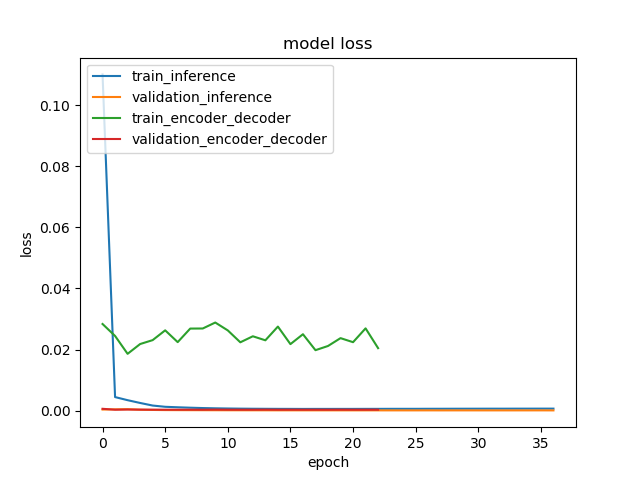 model loss
train_inference
validation_inference
train_encoder_decoder
validation_encoder_decoder
0.10
0.08
0.06
0.04
0.02
0.00
loss
0 5 10 15 20 25 30 35
epoch